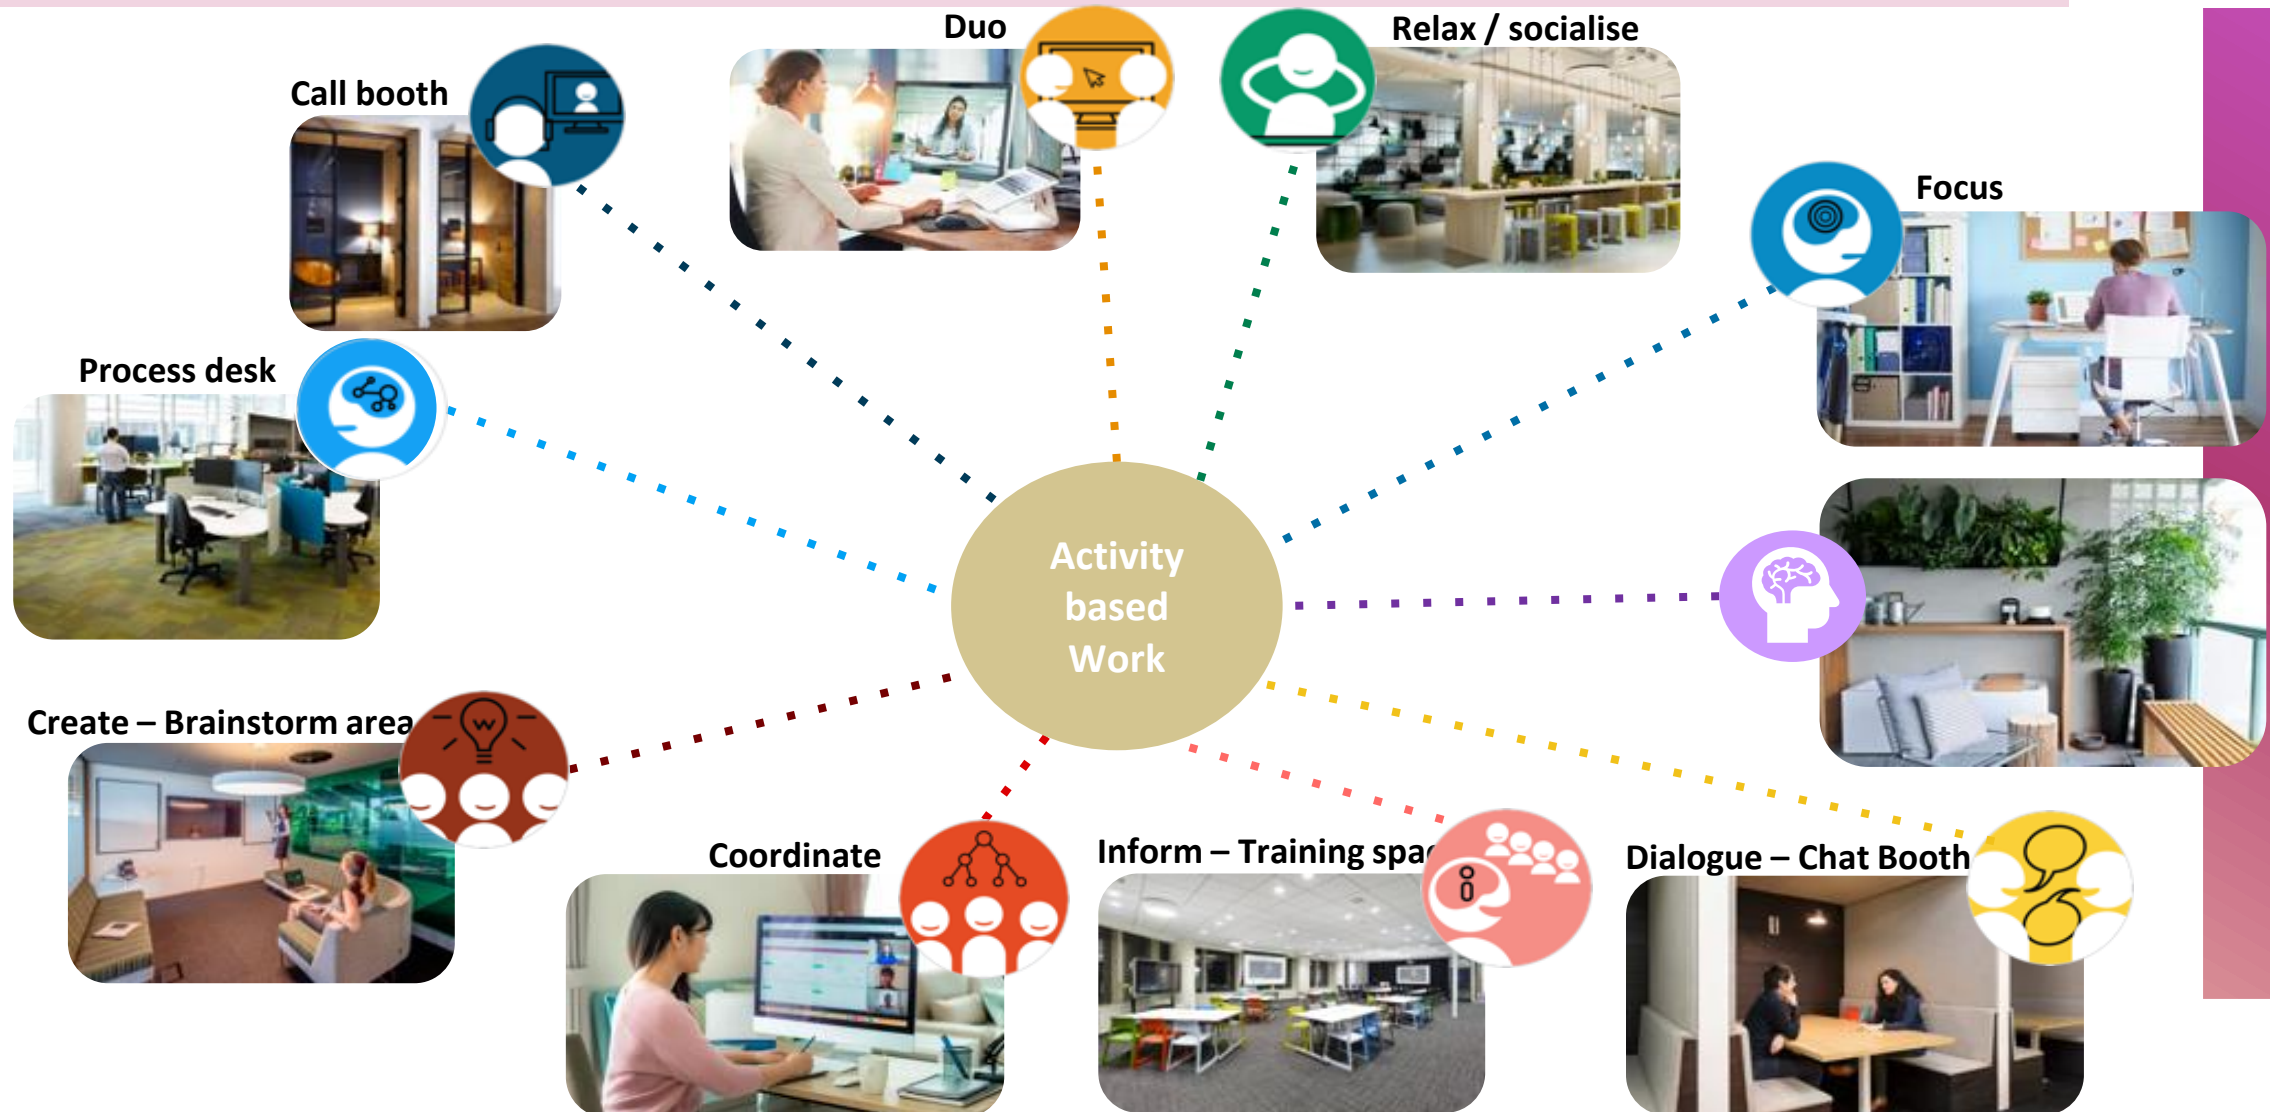 Duo
Relax / socialise
Call booth
Focus
Process desk
Activity
based
Work
Create – Brainstorm area
Coordinate
Inform – Training spa
Dialogue – Chat Booth